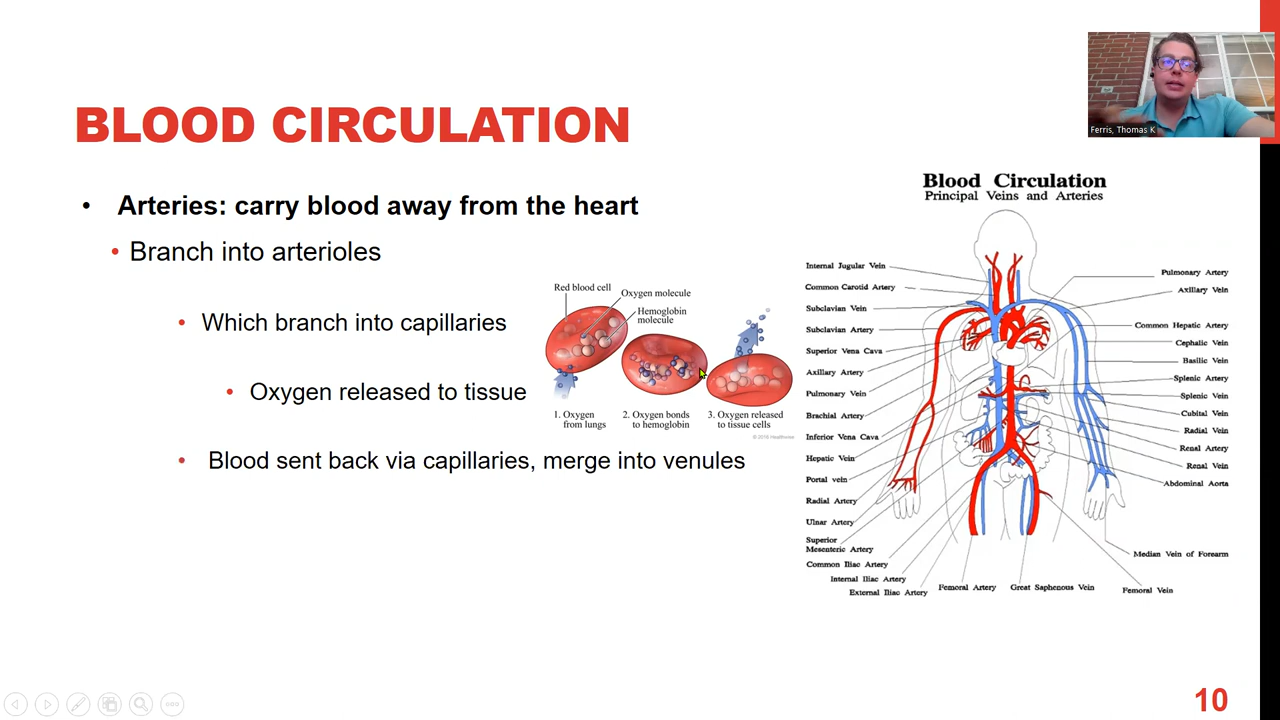 Ferris, Thomas K
BLOOD CIRCULATION
• Arteries: carry blood away from the heart
• Branch into arterioles
• Which branch into capillaries
• Oxygen released to tissue
• Blood sent back via capillaries, merge into venules
Red blood cell
Oxygen molecule
Hemoglobin
molecule
1. Oxygen
from lungs
2. Oxygen bonds
to hemoglobin
3. Oxygen released
to tissue cells
© 2015 Healthwise
Blood Circulation
Principal Veins and Arteries
Internal Jugular Vein
Common Carotid Artery
Subclavian Vein
Subclavian Artery
Superior Vena Cava
Axillary Artery
Pulmonary Vein
Brachial Artery
Inferior Vena Cava
Hepatic Vein
Portal vein
Radial Artery
Ulnar Artery
Superior
Mesenteric Artery
Common Iliac Artery
Internal Iliac Artery
External Iliac Artery
Femoral Artery
Great Saphenous Vein
Femoral Vein
Pulmonary Artery
Axillary Vein
Common Hepatic Artery
Cephalic Vein
Basilic Vein
Splenic Artery
Splenic Vein
Cubital Vein
Radial Vein
Renal Artery
Renal Vein
Abdominal Aorta
Median Vein of Forearm
10